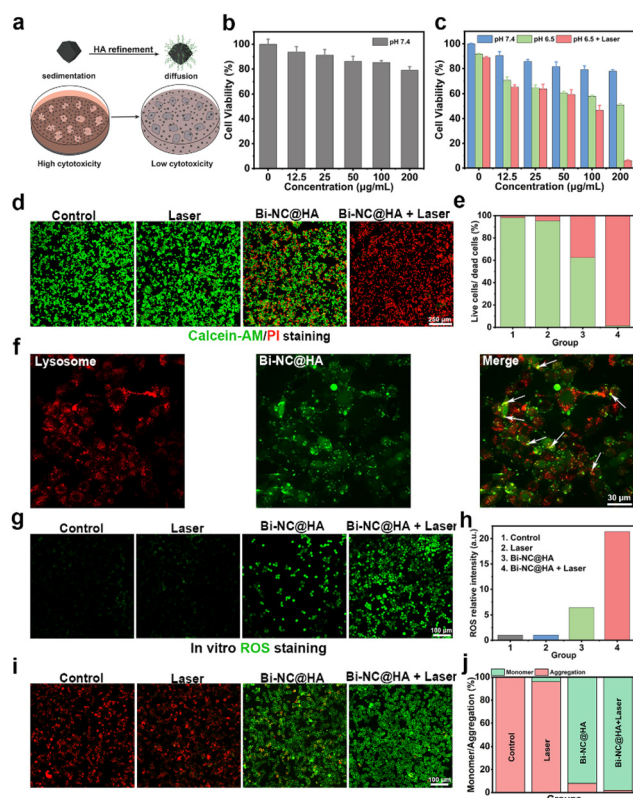 a
HA refinement
sedimentation
diffusion
High cytotoxicity
Low cytotoxicity
b
pH 7.4
Cell Viability (%)
120
100
80
60
40
20
0
0 12.5 25 50 100 200
Concentration (μg/mL)
c
pH 7.4 pH 6.5 pH 6.5 + Laser
Cell Viability (%)
100
80
60
40
20
0
0 12.5 25 50 100 200
Concentration (μg/mL)
d
Control Laser Bi-NC@HA Bi-NC@HA + Laser
250 μm
Calcein-AM/PI staining
e
Live cells/ dead cells (%)
100
80
60
40
20
0
1 2 3 4
Group
f
Lysosome
Bi-NC@HA
Merge
30 μm
g
Control Laser Bi-NC@HA Bi-NC@HA + Laser
100 μm
In vitro ROS staining
h
ROS relative intensity (a.u.)
20
15
10
5
0
1. Control
2. Laser
3. Bi-NC@HA
4. Bi-NC@HA + Laser
1 2 3 4
Group
i
Control Laser Bi-NC@HA Bi-NC@HA + Laser
100 μm
j
Monomer Aggregation
Monomer/Aggregation (%)
100
80
60
40
20
0
Control
Laser
Bi-NC@HA
Bi-NC@HA+Laser
Groups